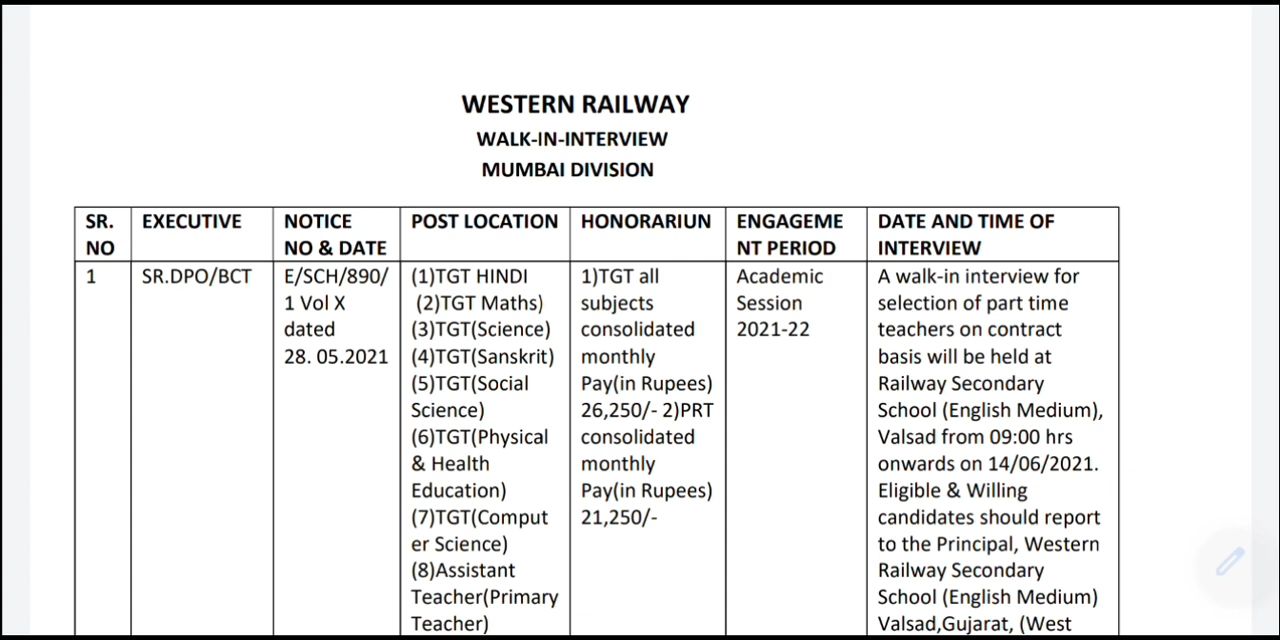 WESTERN RAILWAY
WALK-IN-INTERVIEW
MUMBAI DIVISION
SR.
NO
EXECUTIVE
NOTICE
NO & DATE
POST LOCATION
HONORARIUN
ENGAGEME
NT PERIOD
DATE AND TIME OF
INTERVIEW
1
SR.DPO/BCT
E/SCH/890/
1 Vol X
dated
28. 05.2021
(1)TGT HINDI
(2)TGT Maths)
(3)TGT(Science)
(4)TGT(Sanskrit)
(5)TGT(Social
Science)
(6)TGT(Physical
& Health
Education)
(7)TGT(Comput
er Science)
(8)Assistant
Teacher(Primary
Teacher)
1)TGT all
subjects
consolidated
monthly
Pay(in Rupees)
26,250/- 2)PRT
consolidated
monthly
Pay(in Rupees)
21,250/-
Academic
Session
2021-22
A walk-in interview for
selection of part time
teachers on contract
basis will be held at
Railway Secondary
School (English Medium),
Valsad from 09:00 hrs
onwards on 14/06/2021.
Eligible & Willing
candidates should report
to the Principal, Western
Railway Secondary
School (English Medium)
Valsad,Gujarat, (West